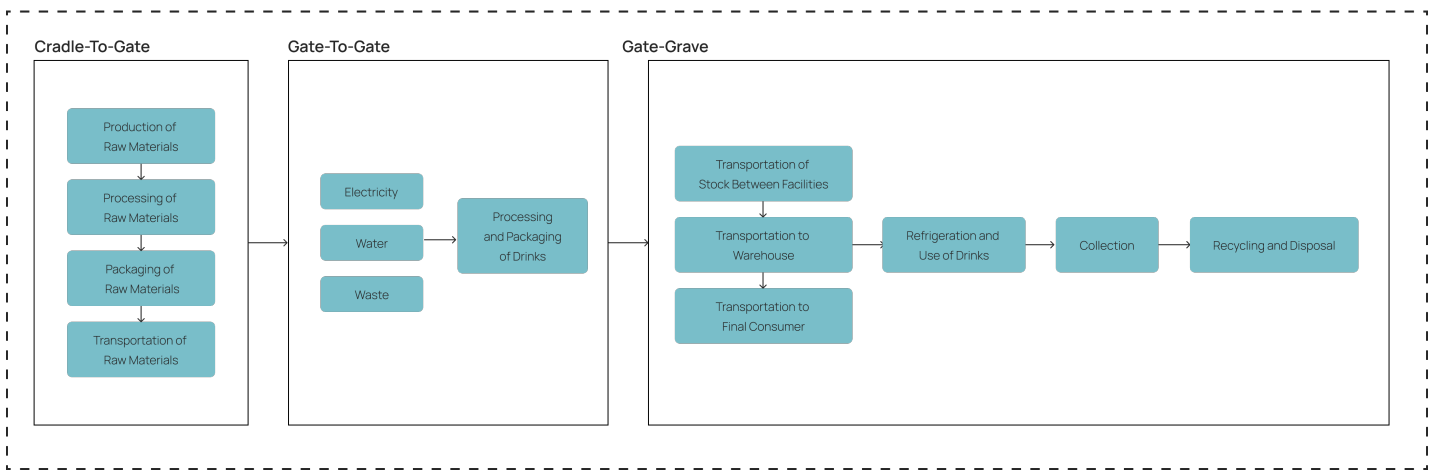 Cradle-To-Gate
Production of
Raw Materials
Processing of
Raw Materials
Packaging of
Raw Materials
Transportation of
Raw Materials
Gate-To-Gate
Electricity
Water
Waste
Processing
and Packaging
of Drinks
Gate-Grave
Transportation of
Stock Between Facilities
Transportation to
Warehouse
Transportation to
Final Consumer
Refrigeration and
Use of Drinks
Collection
Recycling and Disposal